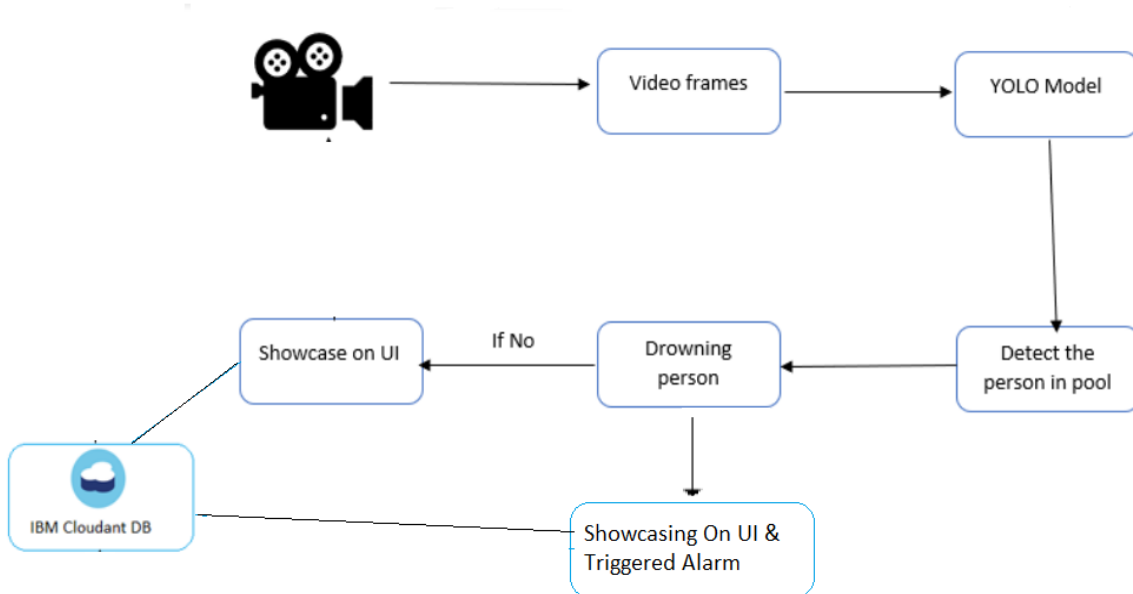 Video frames
YOLO Model
Showcase on UI
If No
Drowning
person
Detect the
person in pool
IBM Cloudant DB
Showcasing On UI &
Triggered Alarm